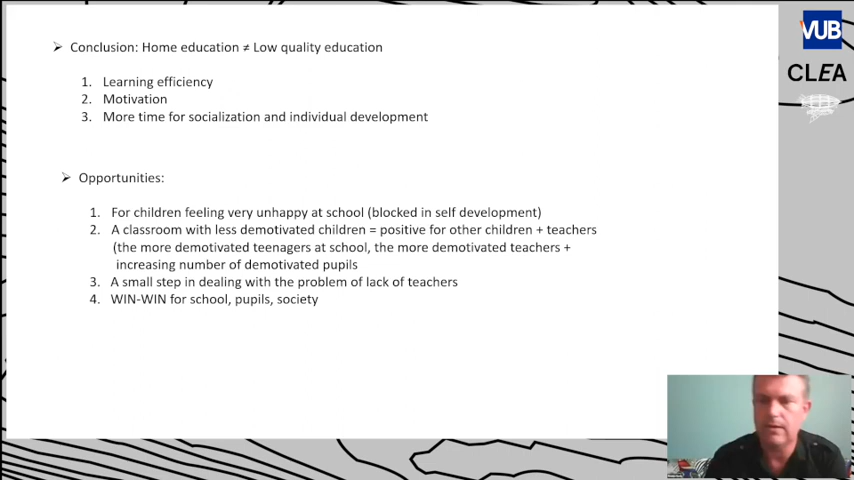 VUB
➢ Conclusion: Home education ≠ Low quality education
CLEA
1. Learning efficiency
2. Motivation
3. More time for socialization and individual development
➢ Opportunities:
1. For children feeling very unhappy at school (blocked in self development)
2. A classroom with less demotivated children = positive for other children + teachers
(the more demotivated teenagers at school, the more demotivated teachers +
increasing number of demotivated pupils
3. A small step in dealing with the problem of lack of teachers
4. WIN-WIN for school, pupils, society